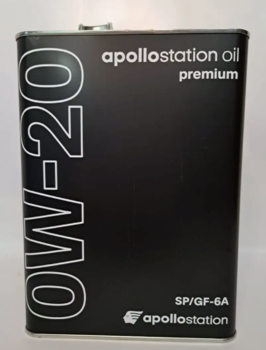 apollostation oil
premium
0W-20
SP/GF-6A
apollostation